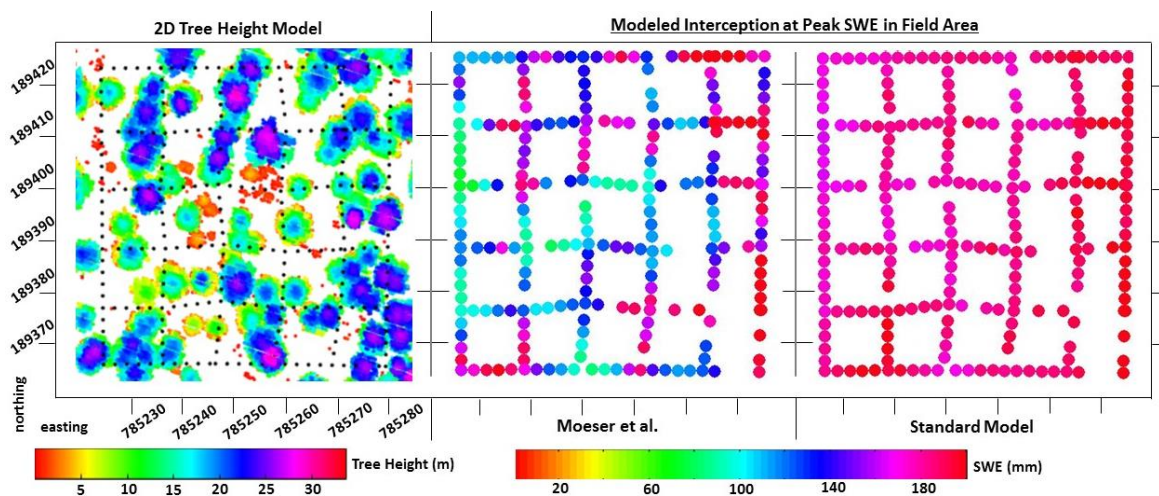 2D Tree Height Model
Modeled Interception at Peak SWE in Field Area
189420
189410
189400
189390
189380
189370
northing
easting
785230
785240
785250
785260
785270
785280
Moeser et al.
Standard Model
Tree Height (m)
5
10
15
20
25
30
SWE (mm)
20
60
100
140
180